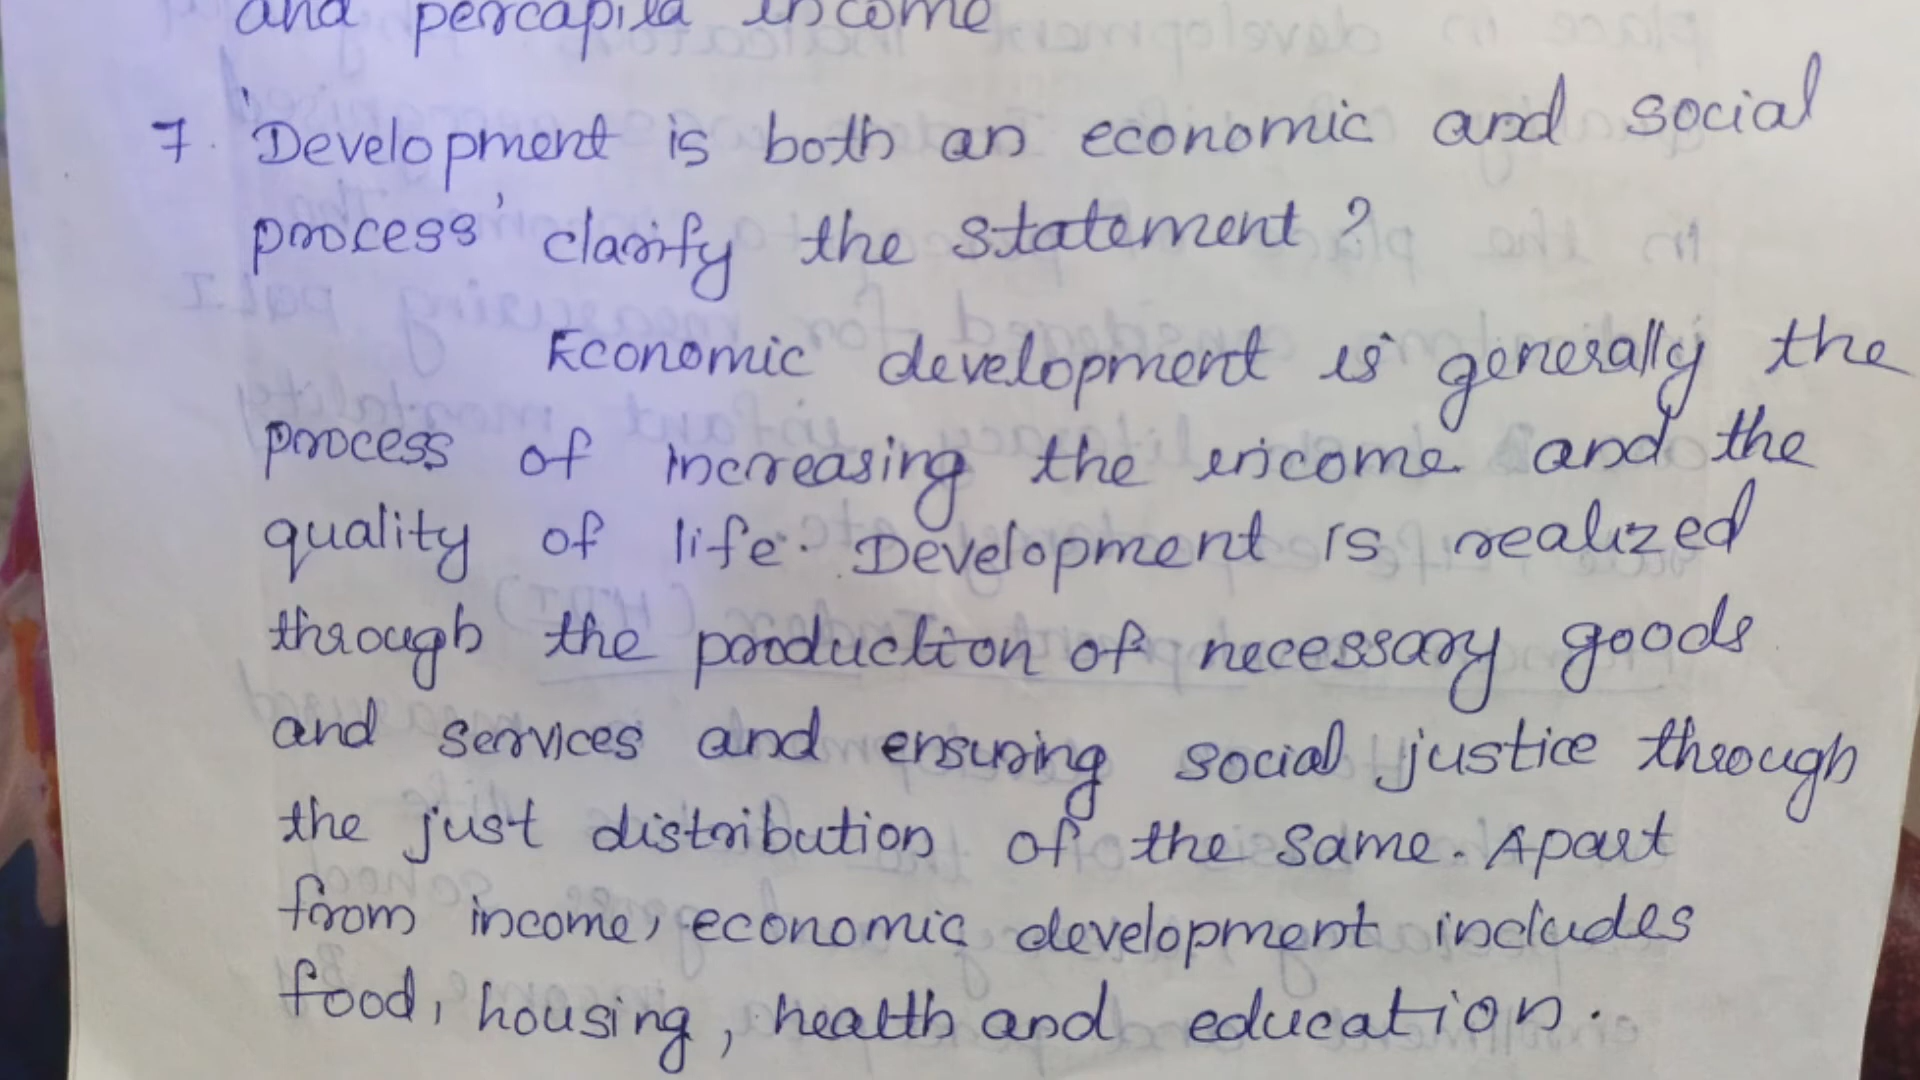 and percapita income
7. 'Development is both an economic and social
process' clarify the statement?
Economic development is generally the
process of increasing the income and the
quality of life. Development is realized
through the production of necessary goods
and services and ensuring social justice through
the just distribution of the same. Apart
from income, economic development includes
food, housing, health and education.